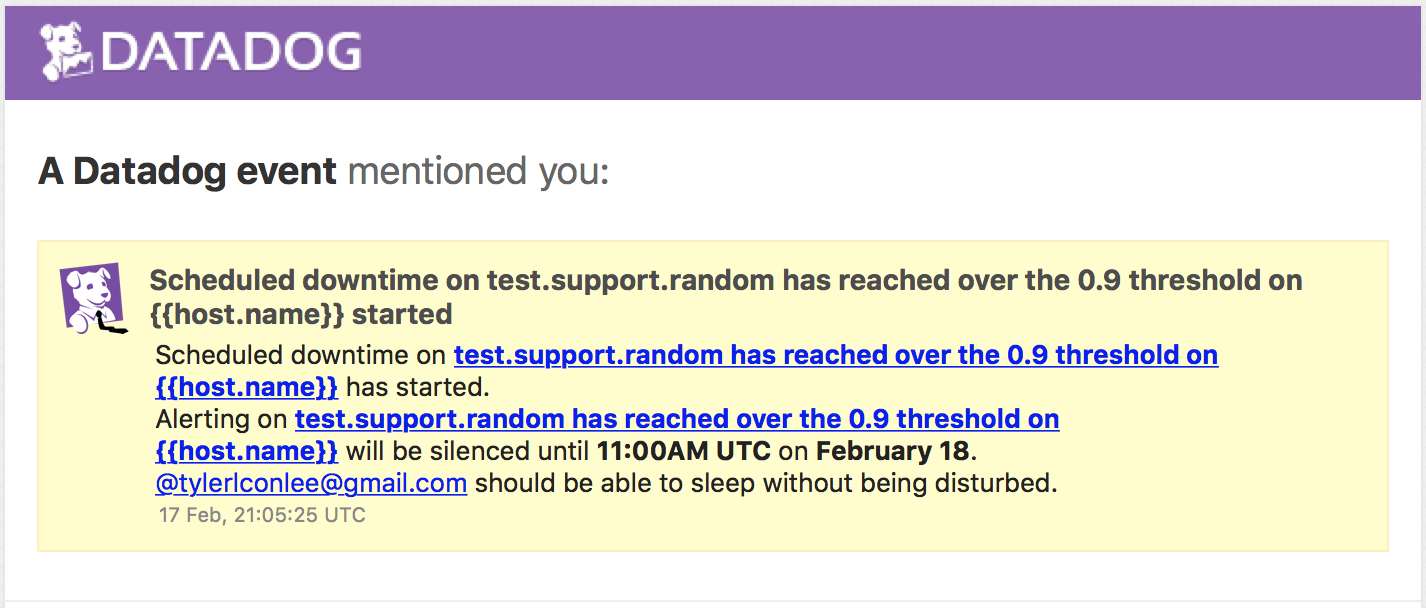 DATADOG
A Datadog event mentioned you:
Scheduled downtime on test.support.random has reached over the 0.9 threshold on
{{host.name}} started
Scheduled downtime on test.support.random has reached over the 0.9 threshold on
{{host.name}} has started.
Alerting on test.support.random has reached over the 0.9 threshold on
{{host.name}} will be silenced until 11:00AM UTC on February 18.
@tylerlconlee@gmail.com should be able to sleep without being disturbed.
17 Feb, 21:05:25 UTC